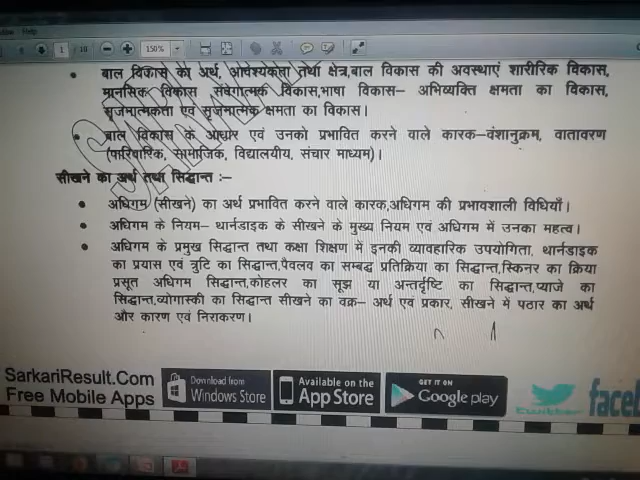 1 / 10 150%
बाल विकास का अर्थ, आवश्यकता तथा क्षेत्र,बाल विकास की अवस्थाएं शारीरिक विकास,
मानसिक विकास संवेगात्मक विकास,भाषा विकास– अभिव्यक्ति क्षमता का विकास,
सृजनात्मकता एवं सृजनात्मक क्षमता का विकास।
बाल विकास के आधार एवं उनको प्रभावित करने वाले कारक–वंशानुक्रम, वातावरण
(पारिवारिक, सामाजिक, विद्यालयीय, संचार माध्यम)।
सीखने का अर्थ तथा सिद्धान्त :–
अधिगम (सीखने) का अर्थ प्रभावित करने वाले कारक,अधिगम की प्रभावशाली विधियाँ।
अधिगम के नियम– थार्नडाइक के सीखने के मुख्य नियम एवं अधिगम में उनका महत्व।
अधिगम के प्रमुख सिद्धान्त तथा कक्षा शिक्षण में इनकी व्यावहारिक उपयोगिता, थार्नडाइक
का प्रयास एवं त्रुटि का सिद्धान्त,पैवलव का सम्बद्ध प्रतिक्रिया का सिद्धान्त,स्किनर का क्रिया
प्रसूत अधिगम सिद्धान्त,कोहलर का सूझ या अन्तर्दृष्टि का सिद्धान्त,प्याजे का
सिद्धान्त,व्योगास्की का सिद्धान्त सीखने का वक्र– अर्थ एवं प्रकार, सीखने में पठार का अर्थ
और कारण एवं निराकरण।
SarkariResult.Com
Free Mobile Apps
Download from
Windows Store
Available on the
App Store
GET IT ON
Google play
twitter
faceb